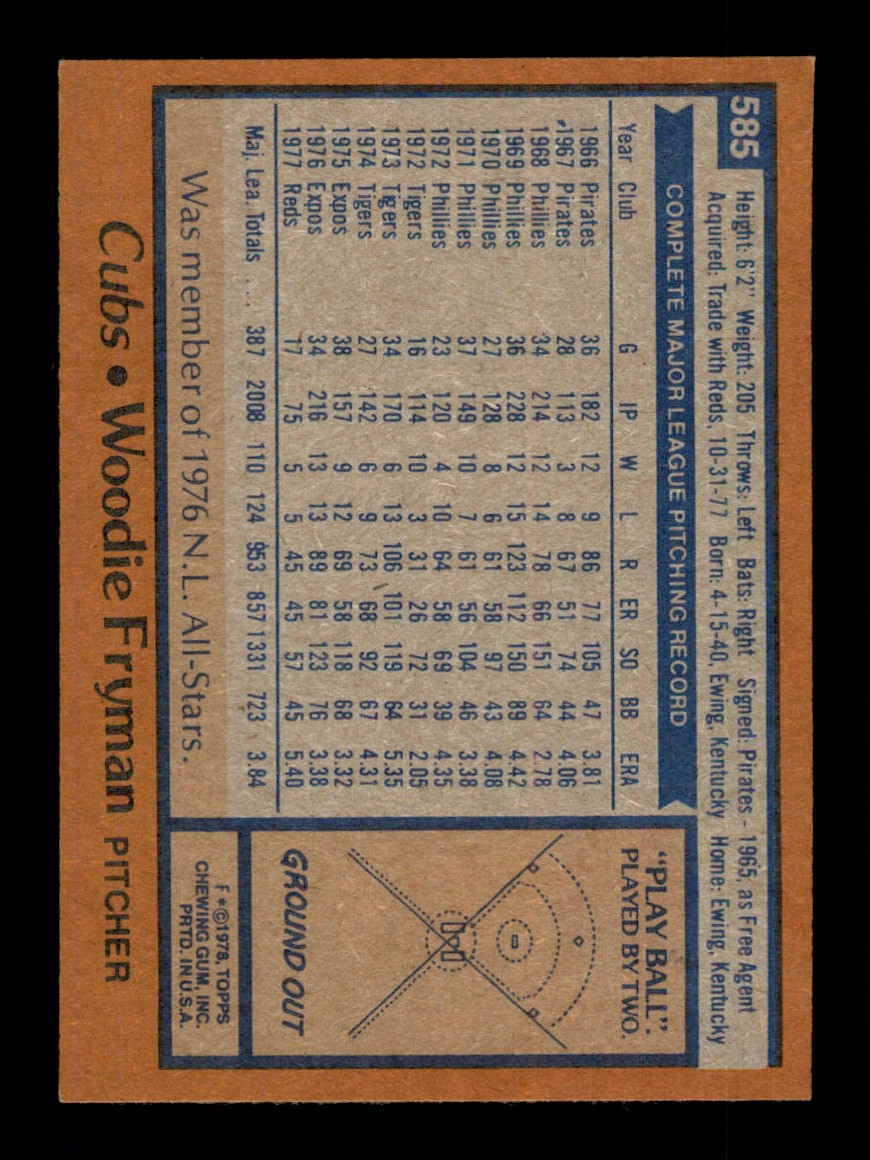 585
Height: 6'2" Weight: 205 Throws: Left Bats: Right Signed: Pirates - 1965, as Free Agent
Acquired: Trade with Reds, 10-31-77 Born: 4-15-40, Ewing, Kentucky Home: Ewing, Kentucky
COMPLETE MAJOR LEAGUE PITCHING RECORD
Year Club G IP W L R ER SO BB ERA
1966 Pirates 36 182 12 9 86 77 105 47 3.81
1967 Pirates 28 113 3 8 67 51 74 44 4.06
1968 Phillies 34 214 12 14 78 66 151 64 2.78
1969 Phillies 36 228 12 15 123 112 150 89 4.42
1970 Phillies 27 128 8 6 61 58 97 43 4.08
1971 Phillies 37 149 10 7 61 56 104 46 3.38
1972 Phillies 23 120 4 10 64 58 69 39 4.35
1972 Tigers 16 114 10 3 31 26 72 31 2.05
1973 Tigers 34 170 6 13 106 101 119 64 5.35
1974 Tigers 27 142 6 9 73 68 92 67 4.31
1975 Expos 38 157 9 12 69 58 118 68 3.32
1976 Expos 34 216 13 13 89 81 123 76 3.38
1977 Reds 17 75 5 5 45 45 57 45 5.40
Maj. Lea. Totals ... 387 2008 110 124 953 857 1331 723 3.84
Was member of 1976 N.L. All-Stars.
"PLAY BALL".
PLAYED BY TWO.
GROUND OUT
F*©1978, TOPPS
CHEWING GUM, INC.
PRTD. IN U.S.A.
Cubs • Woodie Fryman PITCHER